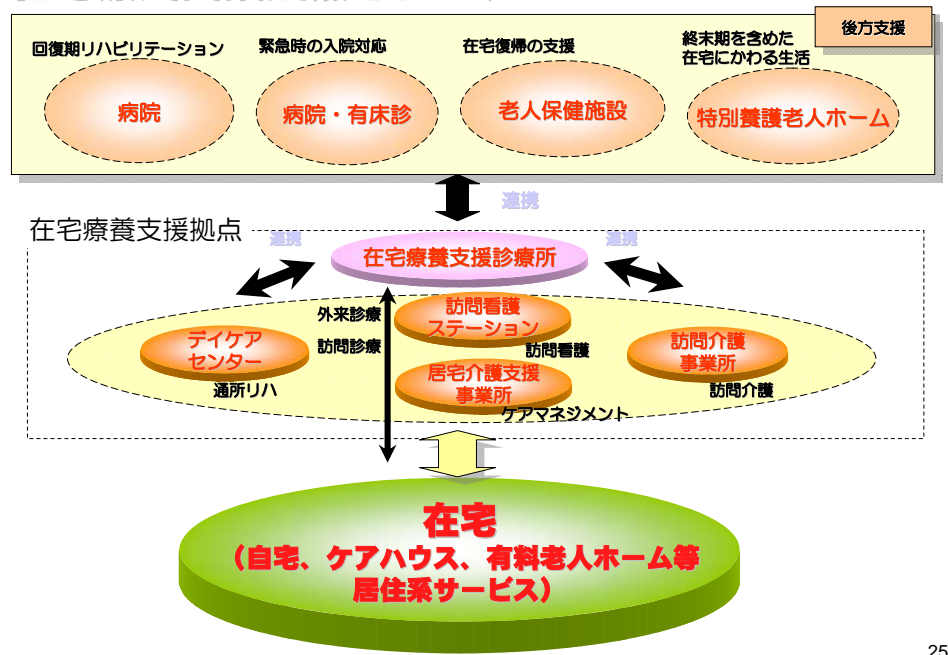 後方支援
回復期リハビリテーション
緊急時の入院対応
在宅復帰の支援
終末期を含めた
在宅にかわる生活
病院
病院・有床診
老人保健施設
特別養護老人ホーム
連携
在宅療養支援拠点
連携
連携
在宅療養支援診療所
外来診療
訪問診療
訪問看護
ステーション
訪問看護
デイケア
センター
通所リハ
訪問介護
事業所
訪問介護
居宅介護支援
事業所
ケアマネジメント
在宅
（自宅、ケアハウス、有料老人ホーム等
居住系サービス）
25